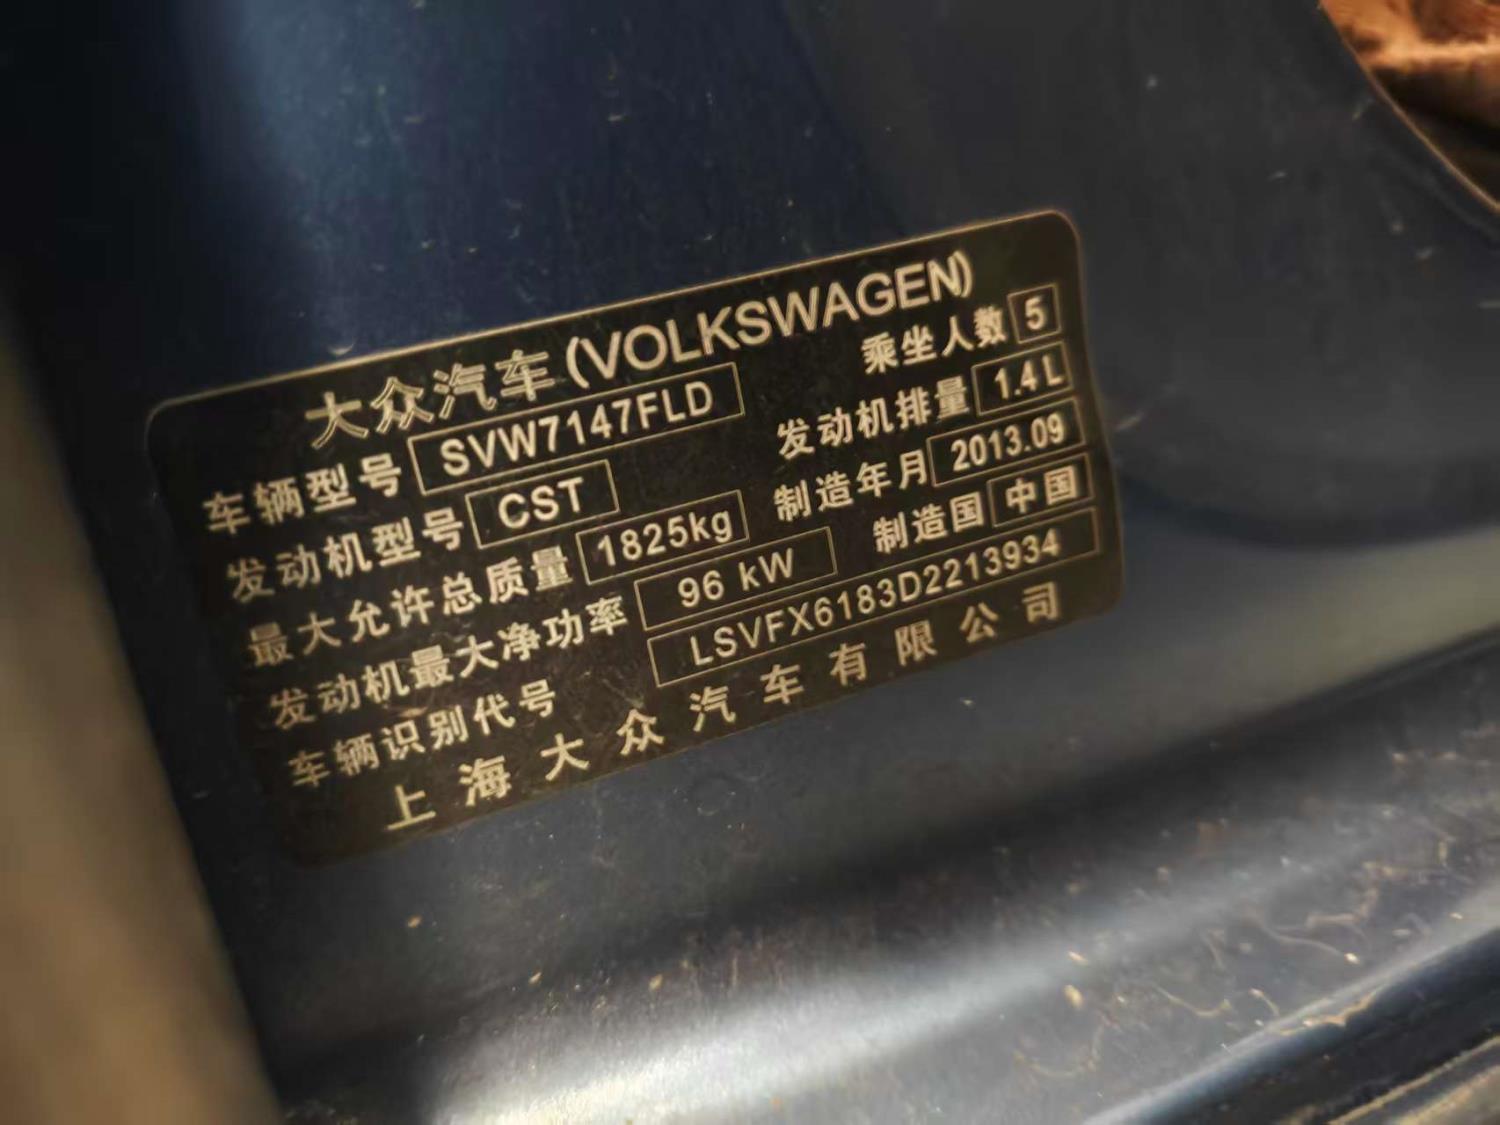 大众汽车(VOLKSWAGEN)
车辆型号 SVW7147FLD 乘坐人数 5
发动机型号 CST 发动机排量 1.4L
最大允许总质量 1825kg 制造年月 2013.09
发动机最大净功率 96 kW 制造国 中国
车辆识别代号 LSVFX6183D2213934
上海大众汽车有限公司